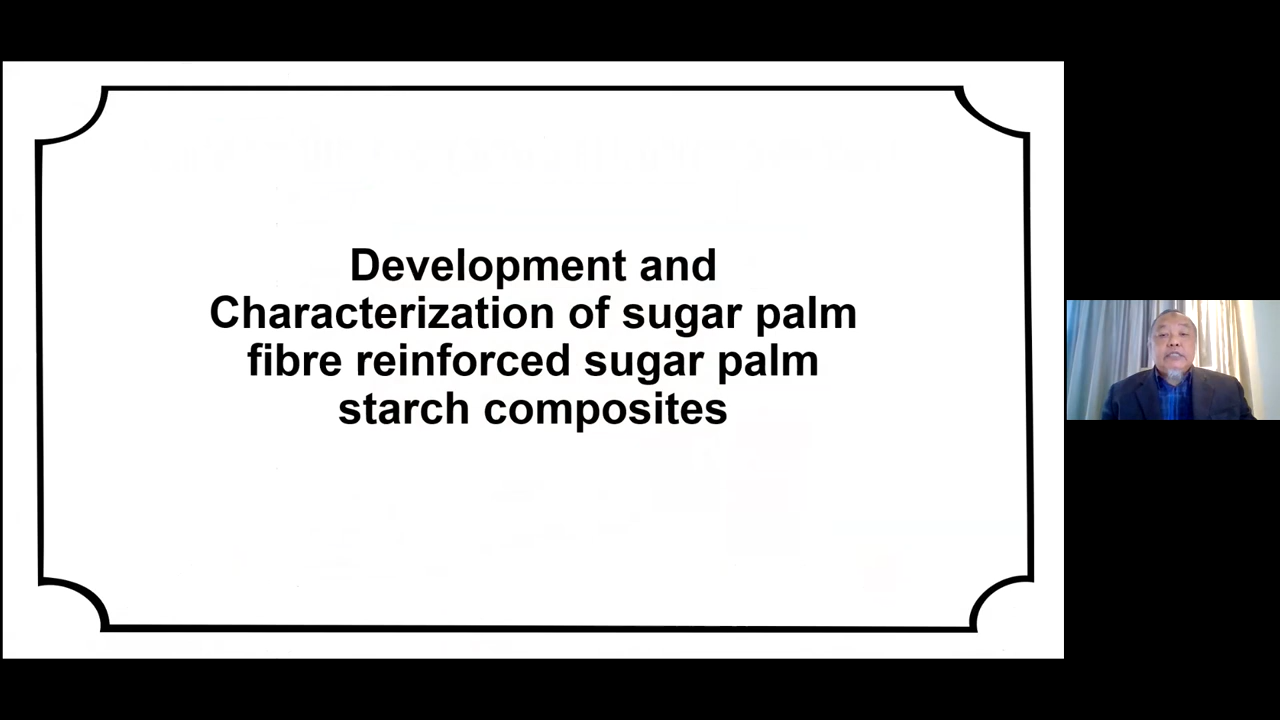 Development and
Characterization of sugar palm
fibre reinforced sugar palm
starch composites